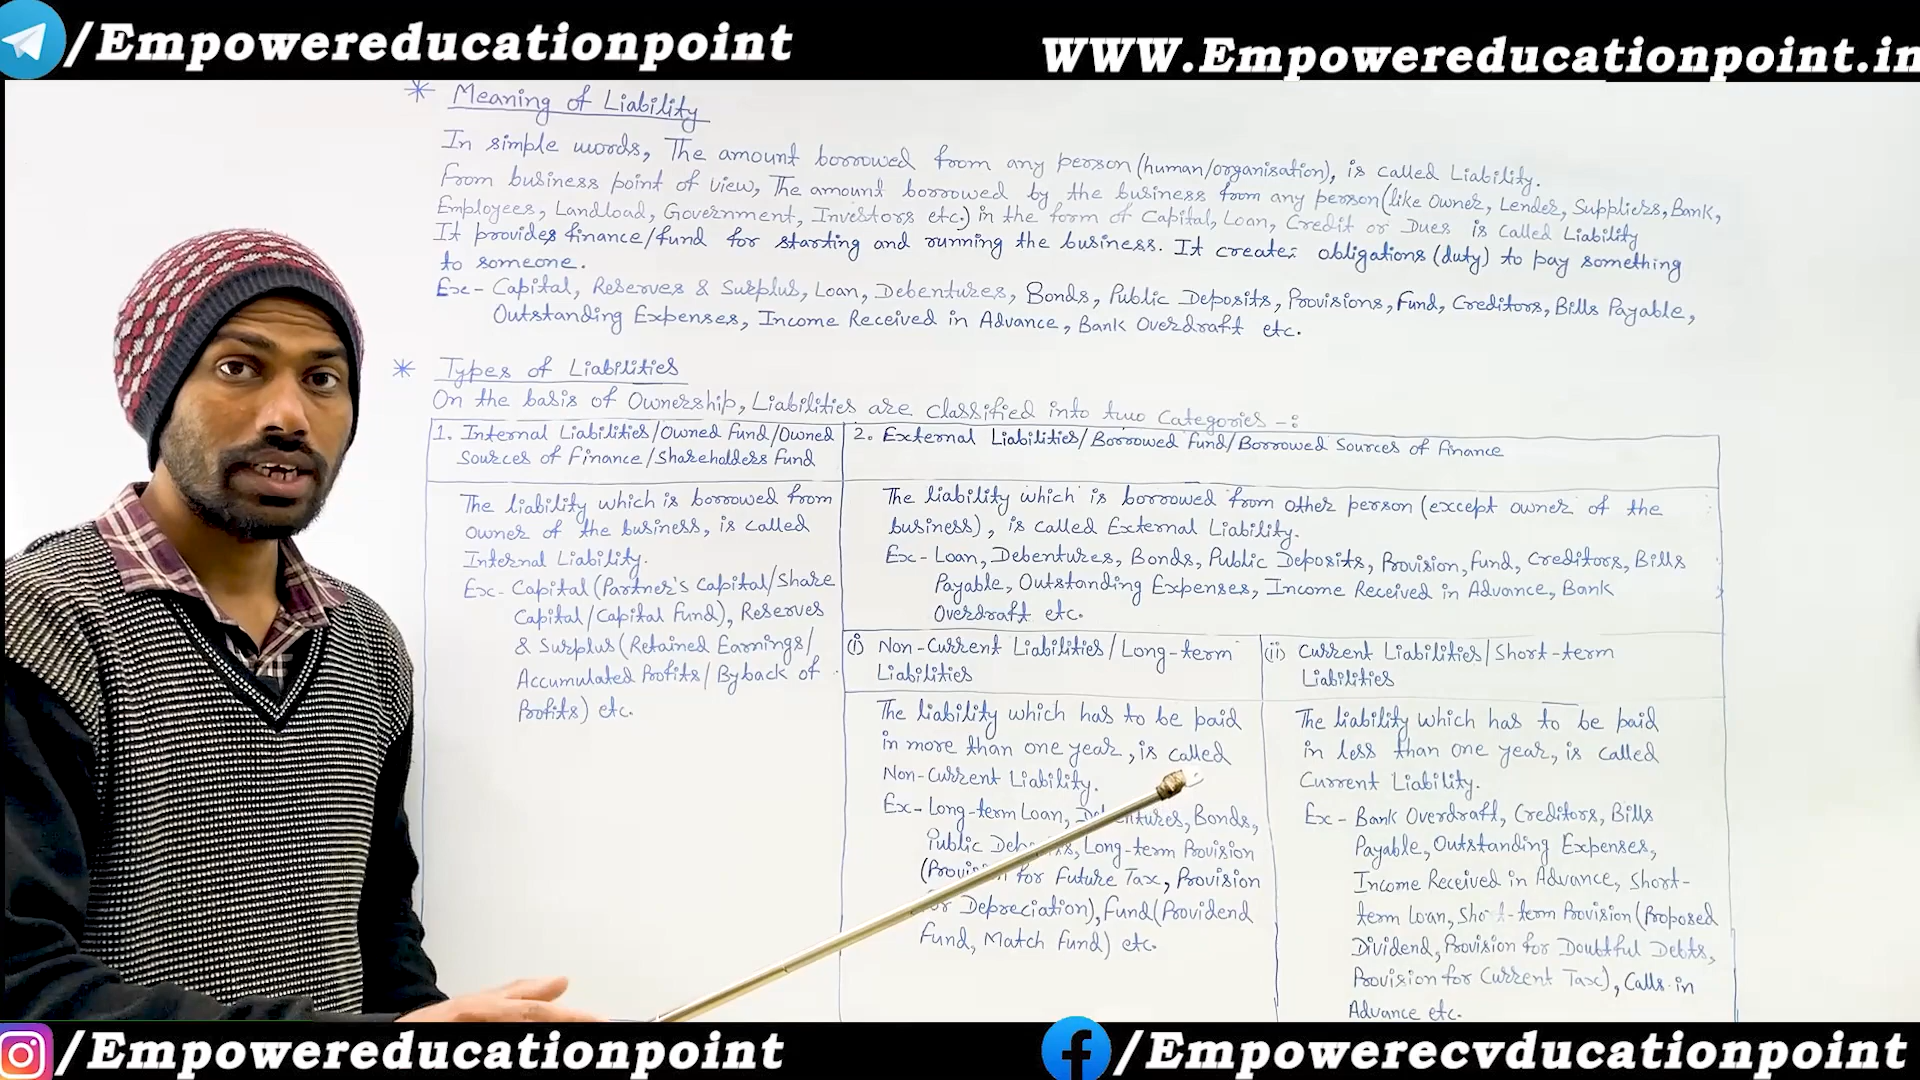 /Empowereducationpoint
WWW.Empowereducationpoint.in
* Meaning of Liability
In simple words, The amount borrowed from any person (human/organisation), is called Liability.
From business point of view, The amount borrowed by the business from any person (like Owner, Lender, Suppliers, Bank,
Employees, Landload, Government, Investors etc.) in the form of Capital, Loan, Credit or Dues is called Liability
It provides finance/fund for starting and running the business. It creates obligations (duty) to pay something
to someone.
Ex- Capital, Reserves & Surplus, Loan, Debentures, Bonds, Public Deposits, Provisions, Fund, Creditors, Bills Payable,
Outstanding Expenses, Income Received in Advance, Bank Overdraft etc.
* Types of Liabilities
On the basis of Ownership, Liabilities are classified into two Categories -:
1. Internal Liabilities/Owned Fund/Owned
Sources of Finance/Shareholders Fund
The liability which is borrowed from
owner of the business, is called
Internal Liability.
Ex- Capital (Partner's Capital/Share
Capital/Capital Fund), Reserves
& Surplus (Retained Earnings/
Accumulated Profits/Byback of
Profits) etc.
2. External Liabilities/Borrowed Fund/Borrowed Sources of Finance
The liability which is borrowed from other person (except owner of the
business), is called External Liability.
Ex- Loan, Debentures, Bonds, Public Deposits, Provision, Fund, Creditors, Bills
Payable, Outstanding Expenses, Income Received in Advance, Bank
Overdraft etc.
(i) Non-Current Liabilities/Long-term
Liabilities
The liability which has to be paid
in more than one year, is called
Non-Current Liability.
Ex- Long-term Loan, Debentures, Bonds,
Public Deposits, Long-term Provision
(Provision for Future Tax, Provision
for Depreciation), Fund (Providend
Fund, Match Fund) etc.
(ii) Current Liabilities/Short-term
Liabilities
The liability which has to be paid
in less than one year, is called
Current Liability.
Ex- Bank Overdraft, Creditors, Bills
Payable, Outstanding Expenses,
Income Received in Advance, Short-
term Loan, Short-term Provision (Proposed
Dividend, Provision for Doubtful Debts,
Provision for Current Tax), Calls-in
Advance etc.
/Empowereducationpoint
/Empowerecvducationpoint